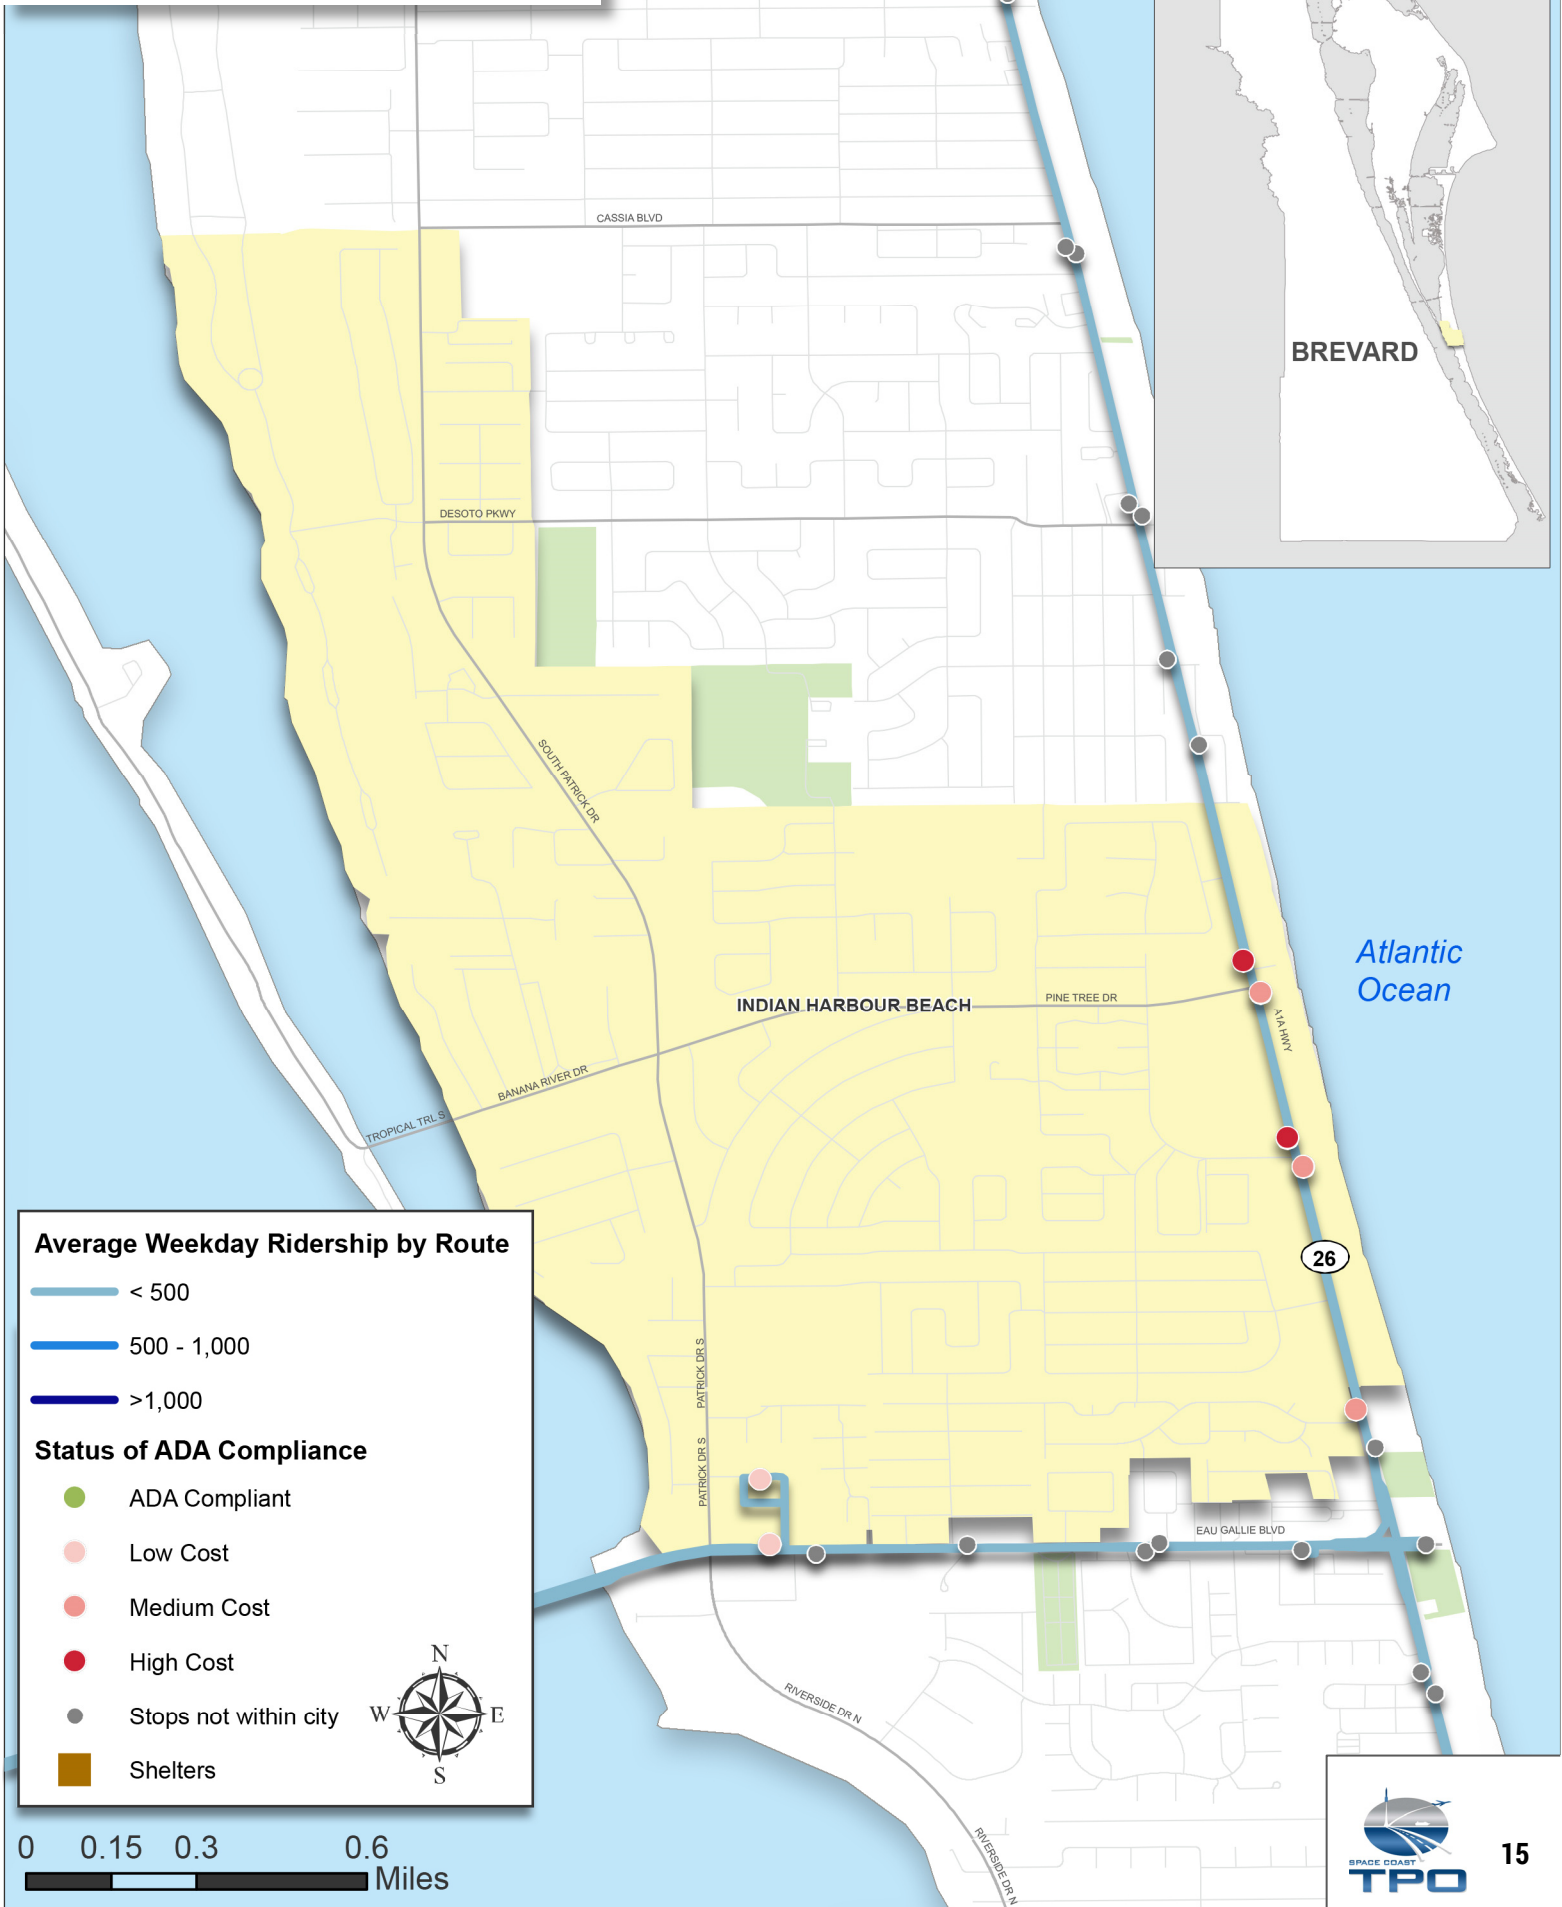 CASSIA BLVD
BREVARD
DESOTO PKWY
SOUTH PATRICK DR
Atlantic
Ocean
INDIAN HARBOUR BEACH
PINE TREE DR
A1A HWY
BANANA RIVER DR
TROPICAL TRL S
26
PATRICK DR S
PATRICK DR S
EAU GALLIE BLVD
RIVERSIDE DR N
RIVERSIDE DR N
Average Weekday Ridership by Route
< 500
500 - 1,000
>1,000
Status of ADA Compliance
ADA Compliant
Low Cost
Medium Cost
High Cost
Stops not within city
Shelters
N
W E
S
0 0.15 0.3 0.6
Miles
SPACE COAST
TPO
15